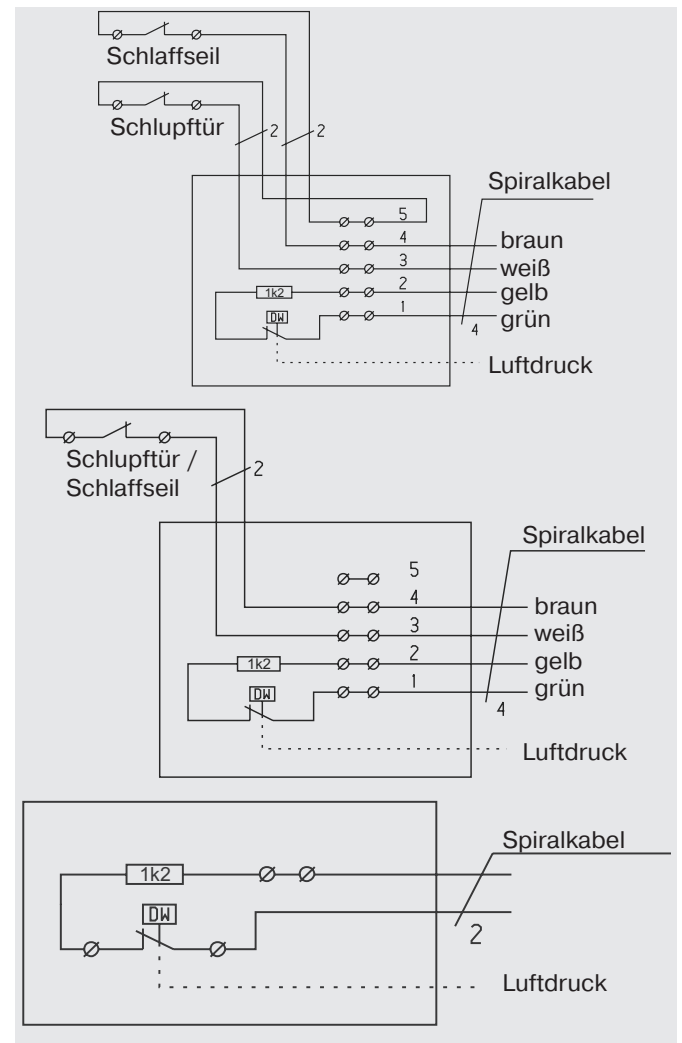 Schlaffseil
Schlupftür
2
2
Spiralkabel
5
4
braun
3
weiß
2
gelb
1k2
1
grün
DW
4
Luftdruck
Schlupftür /
Schlaffseil
2
Spiralkabel
5
4
braun
3
weiß
2
gelb
1k2
1
grün
DW
4
Luftdruck
Spiralkabel
1k2
DW
2
Luftdruck